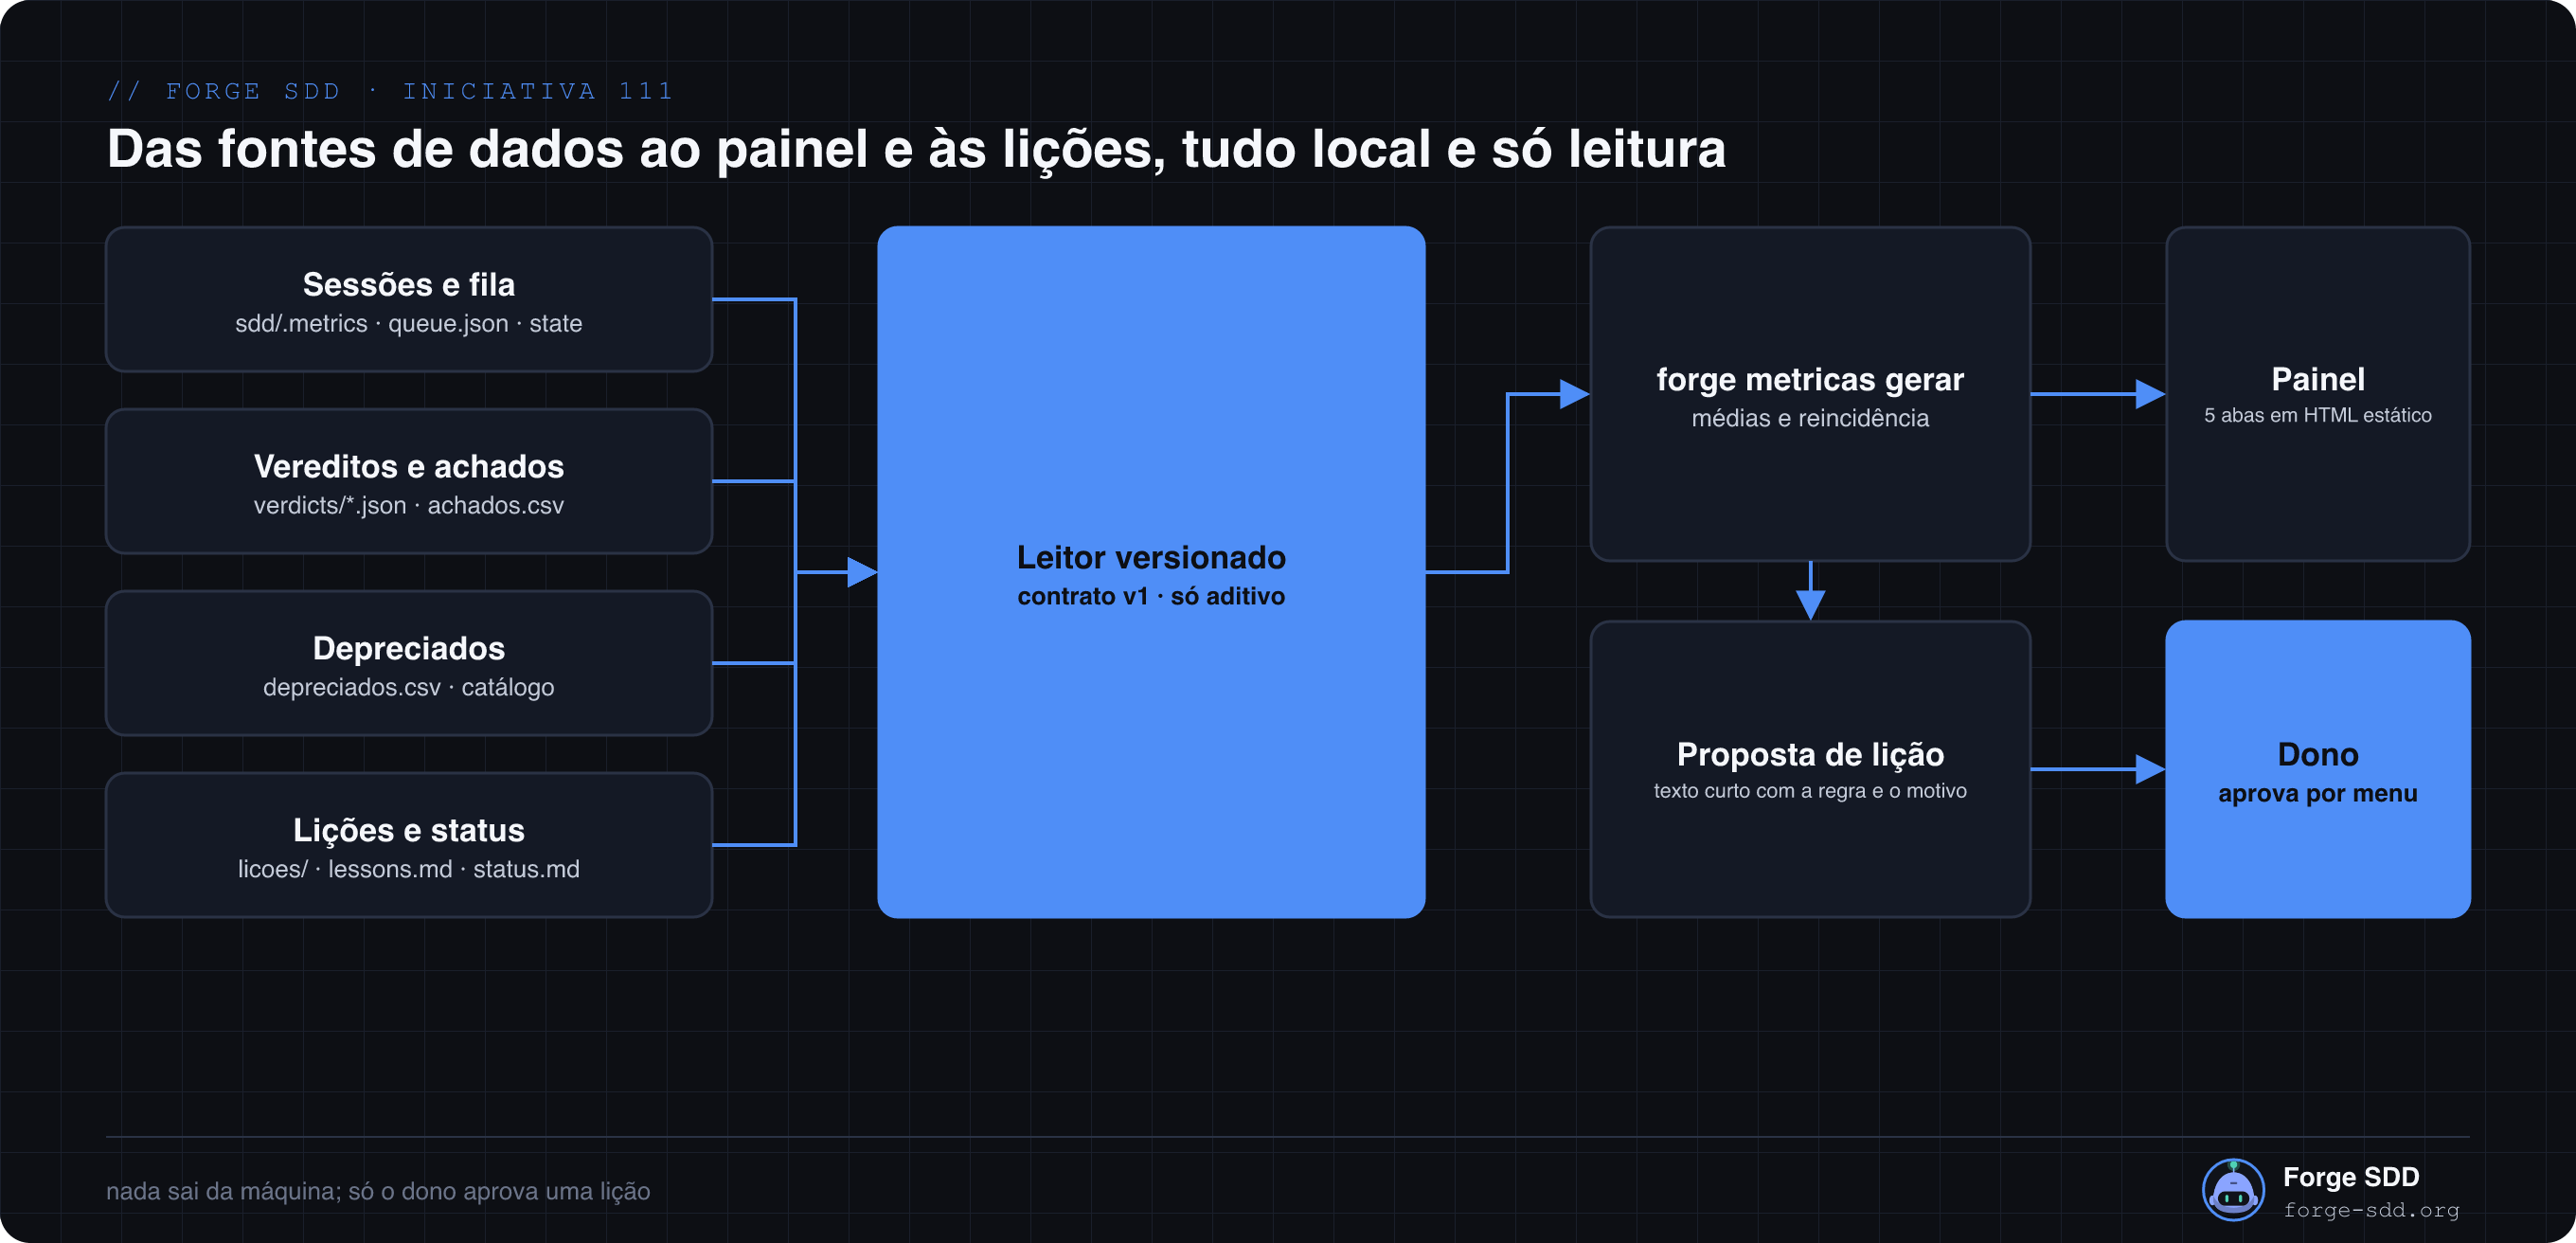 // FORGE SDD · INICIATIVA 111
Das fontes de dados ao painel e às lições, tudo local e só leitura
Sessões e fila
sdd/.metrics · queue.json · state
Vereditos e achados
verdicts/*.json · achados.csv
Depreciados
depreciados.csv · catálogo
Lições e status
licoes/ · lessons.md · status.md
Leitor versionado
contrato v1 · só aditivo
forge metricas gerar
médias e reincidência
Painel
5 abas em HTML estático
Proposta de lição
texto curto com a regra e o motivo
Dono
aprova por menu
nada sai da máquina; só o dono aprova uma lição
Forge SDD
forge-sdd.org